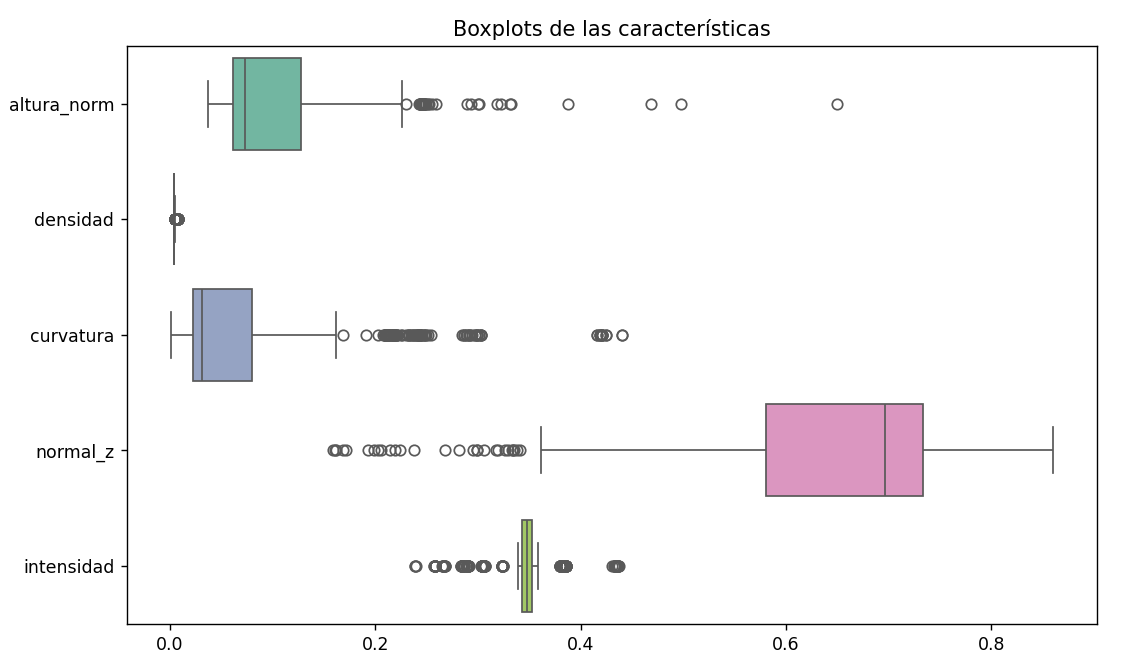 Boxplots de las características
altura_norm
densidad
curvatura
normal_z
intensidad
0.0 0.2 0.4 0.6 0.8